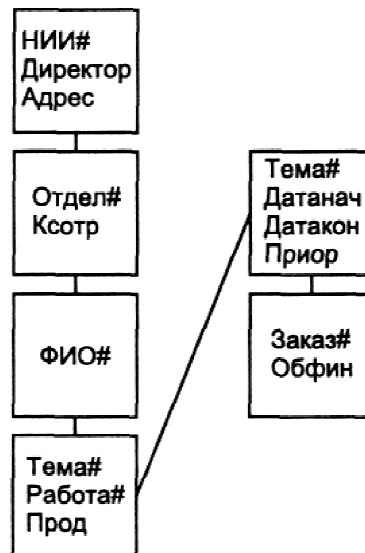 НИИ#
Директор
Адрес
Отдел#
Ксотр
ФИО#
Тема#
Работа#
Прод
Тема#
Датанач
Датакон
Приор
Заказ#
Обфин